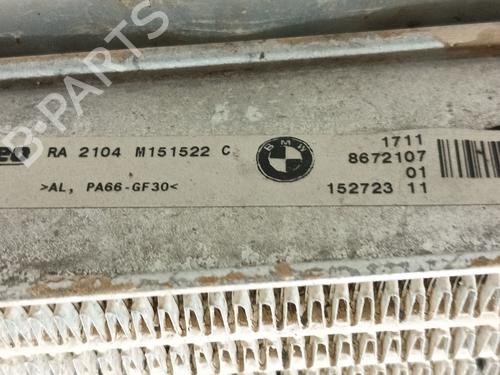 RA 2104 M151522 C
>AL, PA66-GF30<
BMW
1711
8672107
01
152723 11
B-PARTS